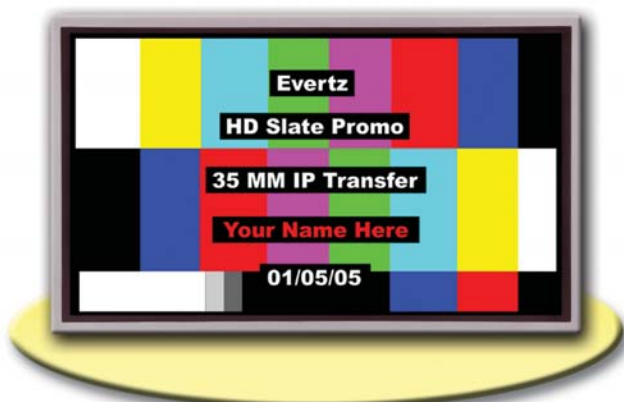 Evertz
HD Slate Promo
35 MM IP Transfer
Your Name Here
01/05/05